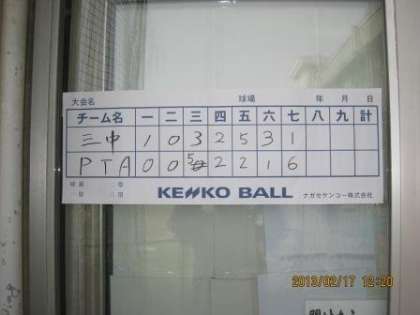 大会名 球場 年 月 日
チーム名 一 二 三 四 五 六 七 八 九 計
三中 1 0 3 2 5 3 1
PTA 0 0 5 2 2 1 6
KENKO BALL ナガセケンコー株式会社
2013/02/17 12:20